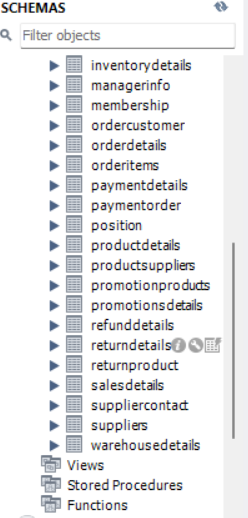 SCHEMAS
Filter objects
inventorydetails
managerinfo
membership
ordercustomer
orderdetails
orderitems
paymentdetails
paymentorder
position
productdetails
productsuppliers
promotionproducts
promotionsdetails
refunddetails
returndetails
returnproduct
salesdetails
suppliercontact
suppliers
warehousedetails
Views
Stored Procedures
Functions